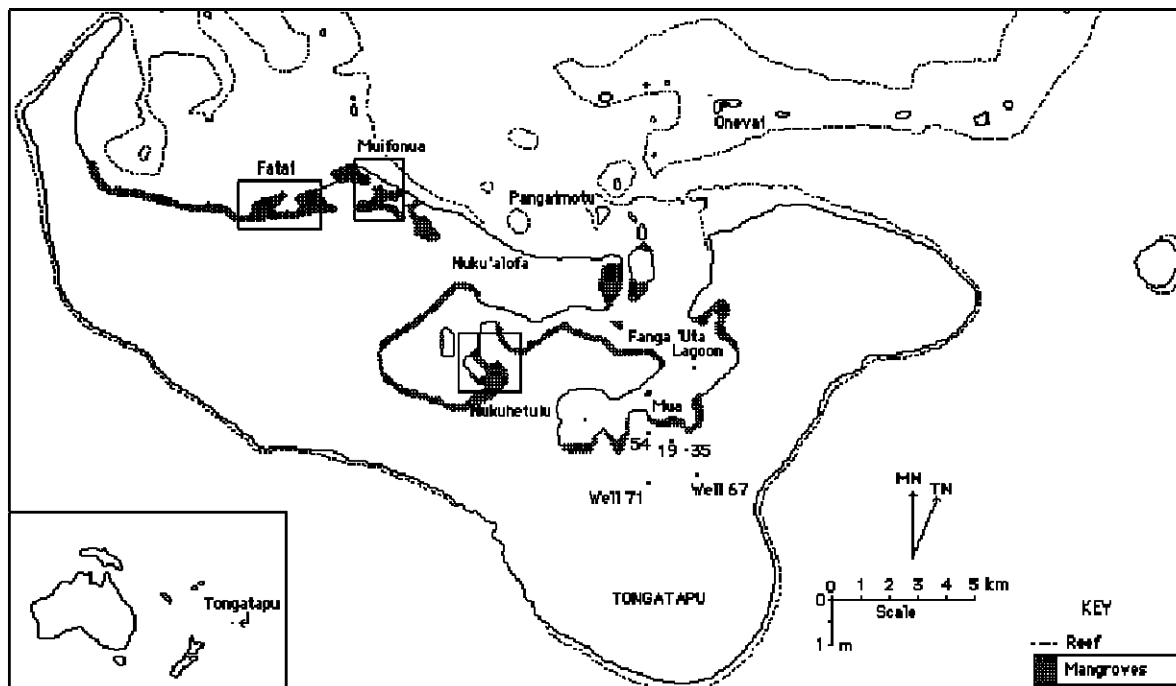 Onevai
Muifonua
Fatai
Pangaimotu
Nuku'alofa
Fanga 'Uta
Lagoon
Nukuhetulu
Mua
54 19 35
Well 71
Well 67
MN
TN
Tongatapu
TONGATAPU
0 1 2 3 4 5 km
0
Scale
1 m
KEY
Reef
Mangroves